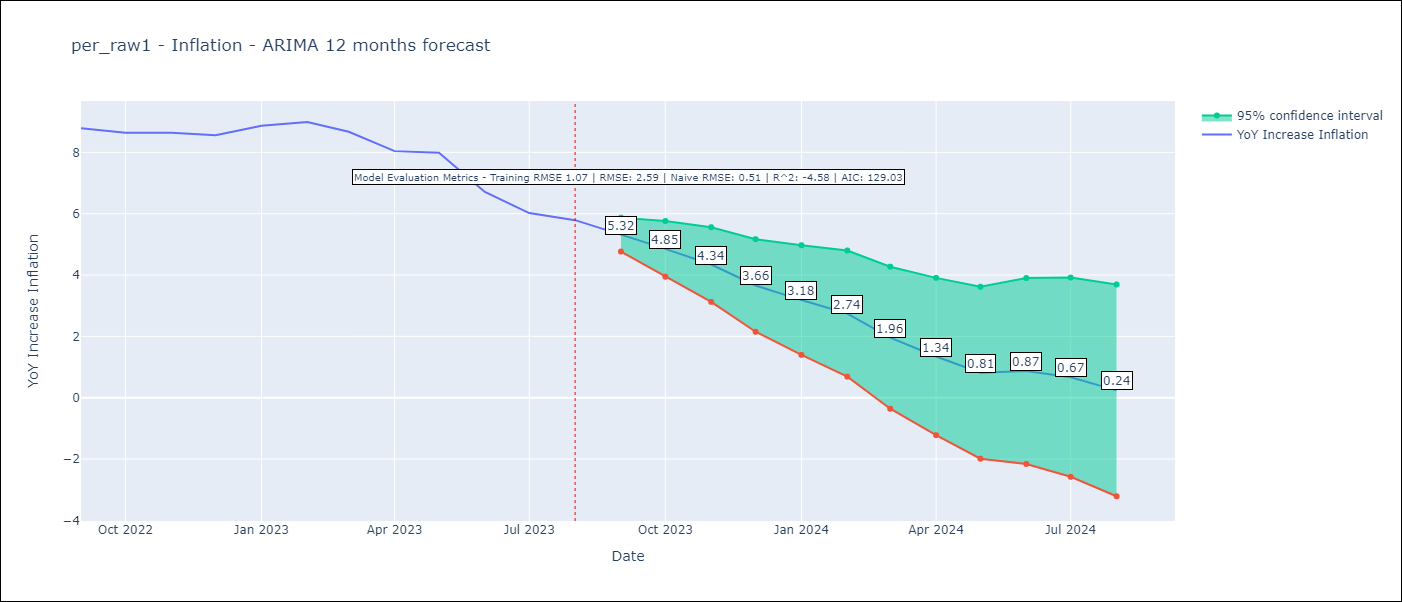 per_raw1 - Inflation - ARIMA 12 months forecast
95% confidence interval
YoY Increase Inflation
Model Evaluation Metrics - Training RMSE 1.07 | RMSE: 2.59 | Naive RMSE: 0.51 | R^2: -4.58 | AIC: 129.03
YoY Increase Inflation
8
6
4
2
0
−2
−4
5.32
4.85
4.34
3.66
3.18
2.74
1.96
1.34
0.81
0.87
0.67
0.24
Oct 2022
Jan 2023
Apr 2023
Jul 2023
Oct 2023
Jan 2024
Apr 2024
Jul 2024
Date